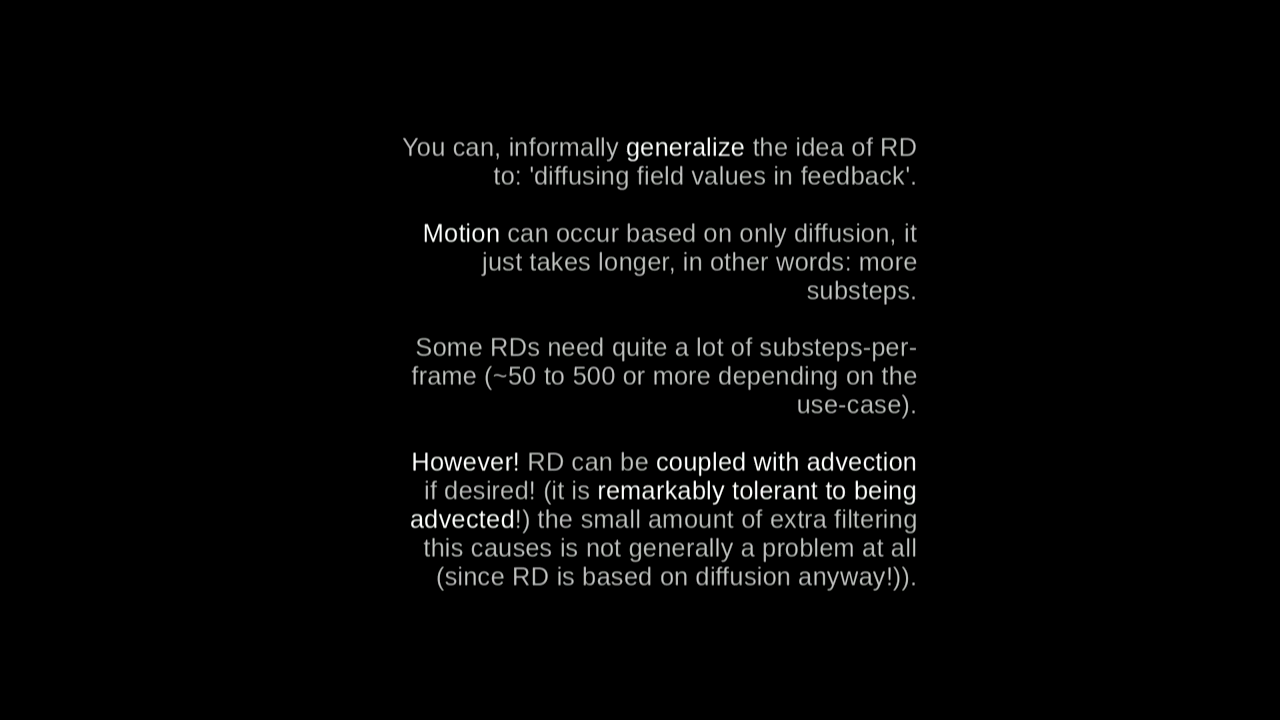 You can, informally generalize the idea of RD
to: 'diffusing field values in feedback'.
Motion can occur based on only diffusion, it
just takes longer, in other words: more
substeps.
Some RDs need quite a lot of substeps-per-
frame (~50 to 500 or more depending on the
use-case).
However! RD can be coupled with advection
if desired! (it is remarkably tolerant to being
advected!) the small amount of extra filtering
this causes is not generally a problem at all
(since RD is based on diffusion anyway!)).